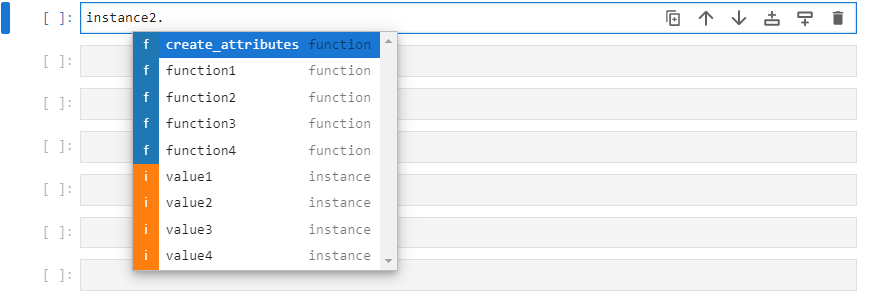 [ ]: instance2.
[ ]:
f create_attributes function
f function1 function
[ ]:
f function2 function
[ ]:
f function3 function
[ ]:
f function4 function
i value1 instance
[ ]:
i value2 instance
[ ]:
i value3 instance
i value4 instance
[ ]: